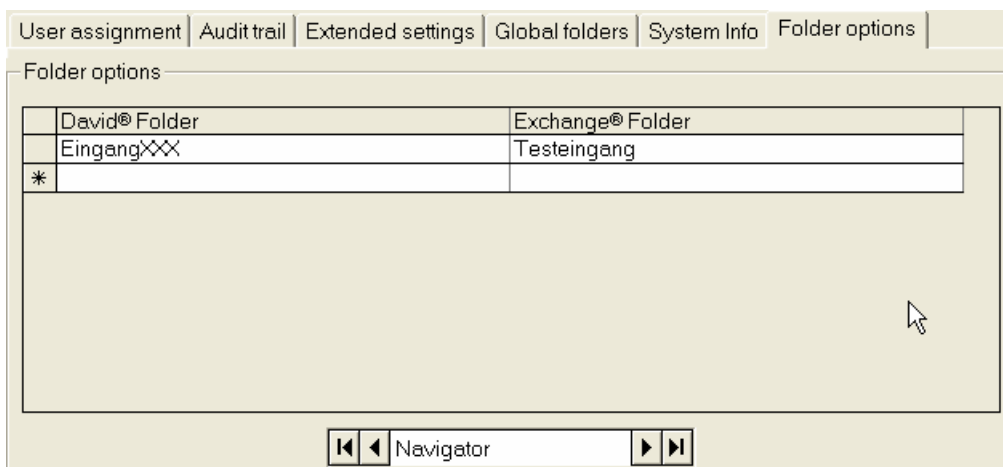 User assignment Audit trail Extended settings Global folders System Info Folder options
Folder options
David® Folder Exchange® Folder
EingangXXX Testeingang
*
Navigator